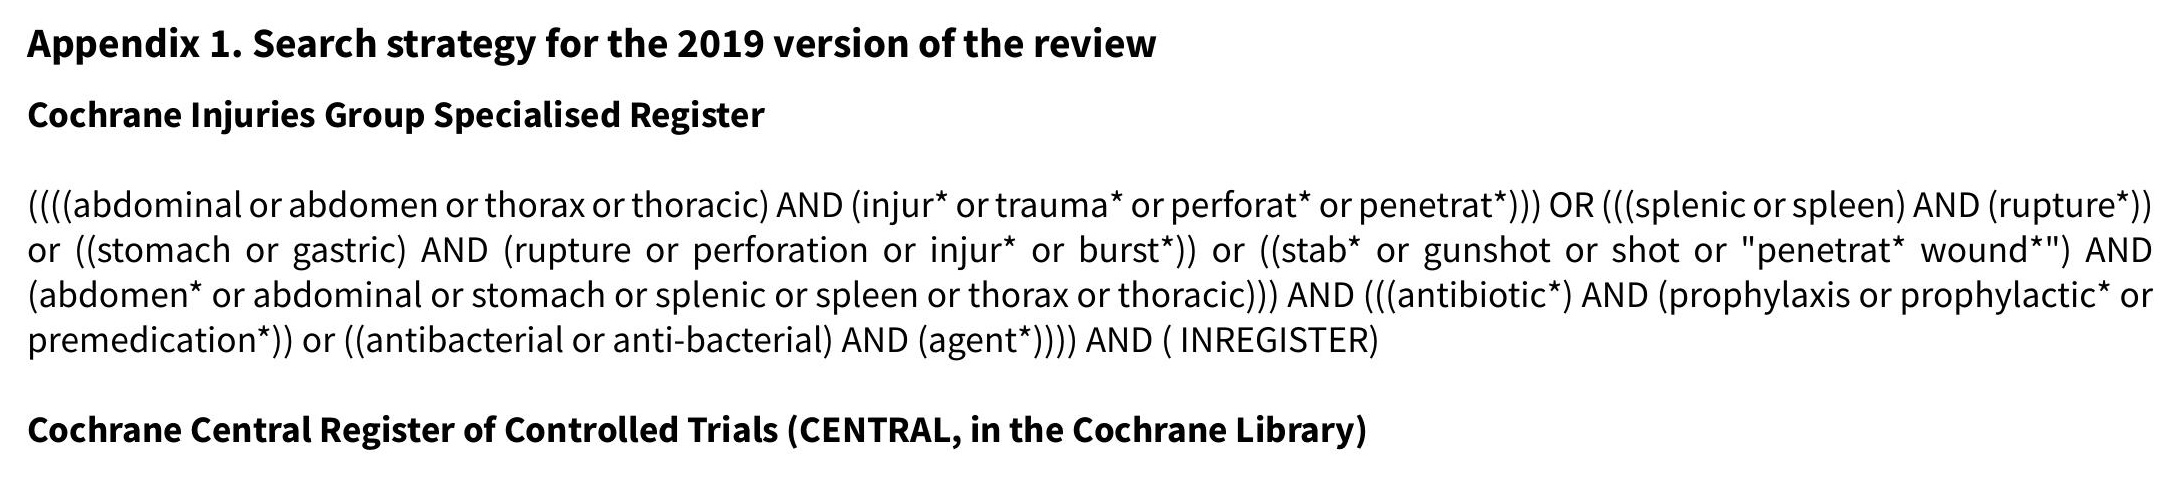 Appendix 1. Search strategy for the 2019 version of the review
Cochrane Injuries Group Specialised Register
((((abdominal or abdomen or thorax or thoracic) AND (injur* or trauma* or perforat* or penetrat*))) OR (((splenic or spleen) AND (rupture*))
or ((stomach or gastric) AND (rupture or perforation or injur* or burst*)) or ((stab* or gunshot or shot or "penetrat* wound*") AND
(abdomen* or abdominal or stomach or splenic or spleen or thorax or thoracic))) AND (((antibiotic*) AND (prophylaxis or prophylactic* or
premedication*)) or ((antibacterial or anti-bacterial) AND (agent*)))) AND ( INREGISTER)
Cochrane Central Register of Controlled Trials (CENTRAL, in the Cochrane Library)